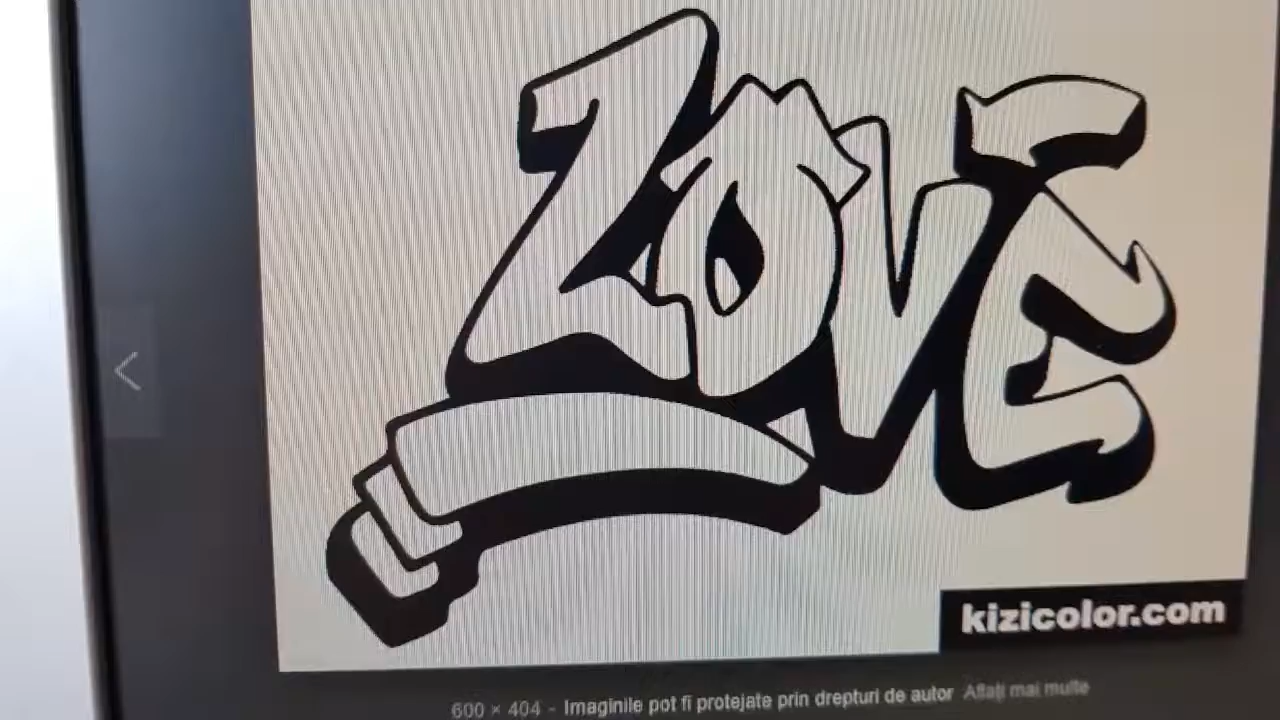 LOVE
kizicolor.com
600 × 404 - Imaginile pot fi protejate prin drepturi de autor Aflați mai multe